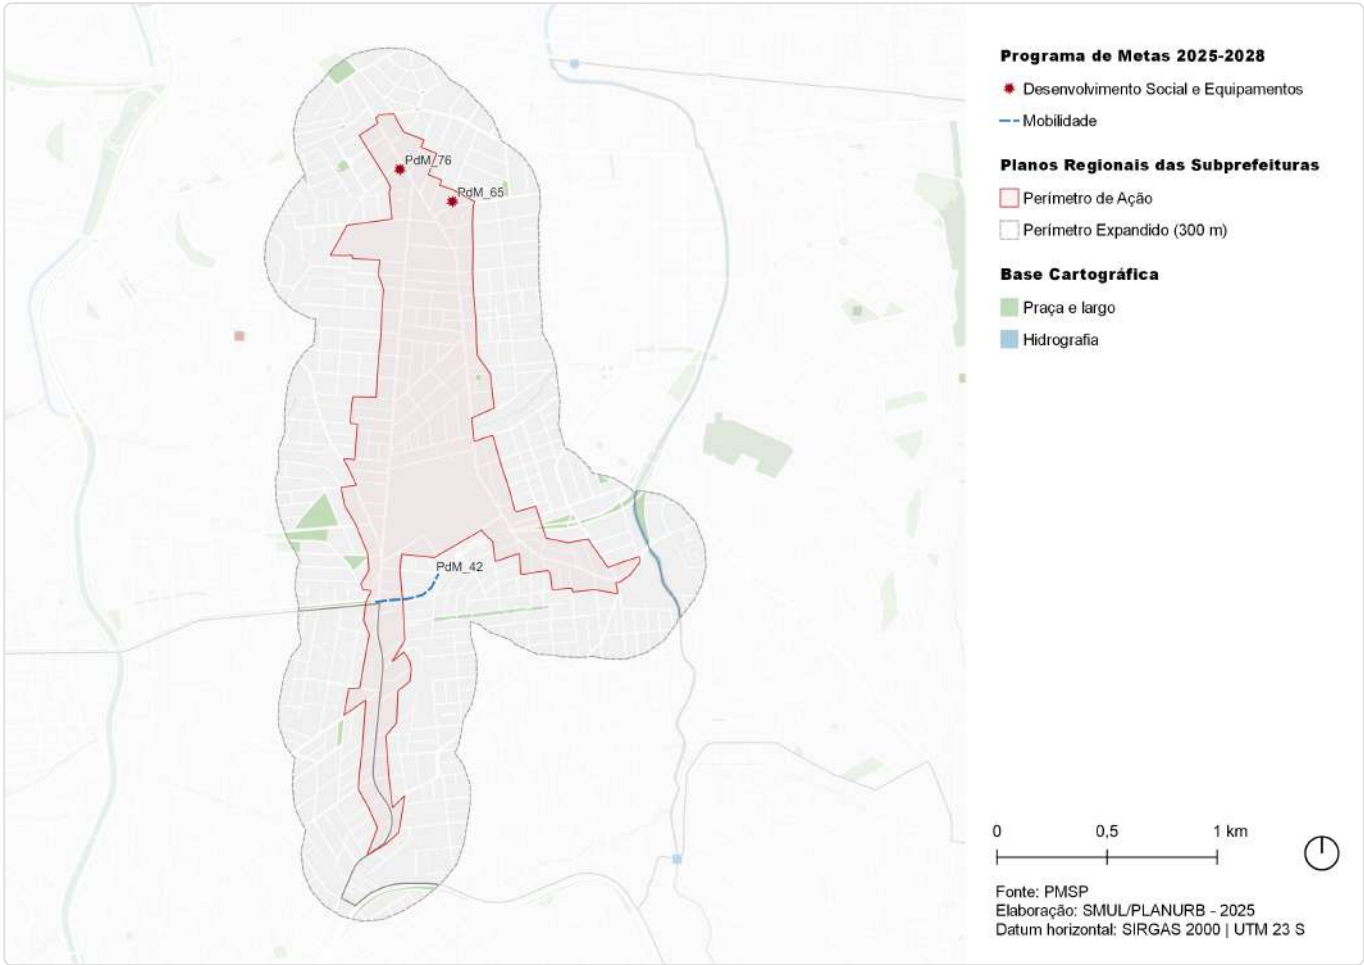 PdM_76
PdM_65
PdM_42
Programa de Metas 2025-2028
Desenvolvimento Social e Equipamentos
Mobilidade
Planos Regionais das Subprefeituras
Perímetro de Ação
Perímetro Expandido (300 m)
Base Cartográfica
Praça e largo
Hidrografia
0 0,5 1 km
Fonte: PMSP
Elaboração: SMUL/PLANURB - 2025
Datum horizontal: SIRGAS 2000 | UTM 23 S